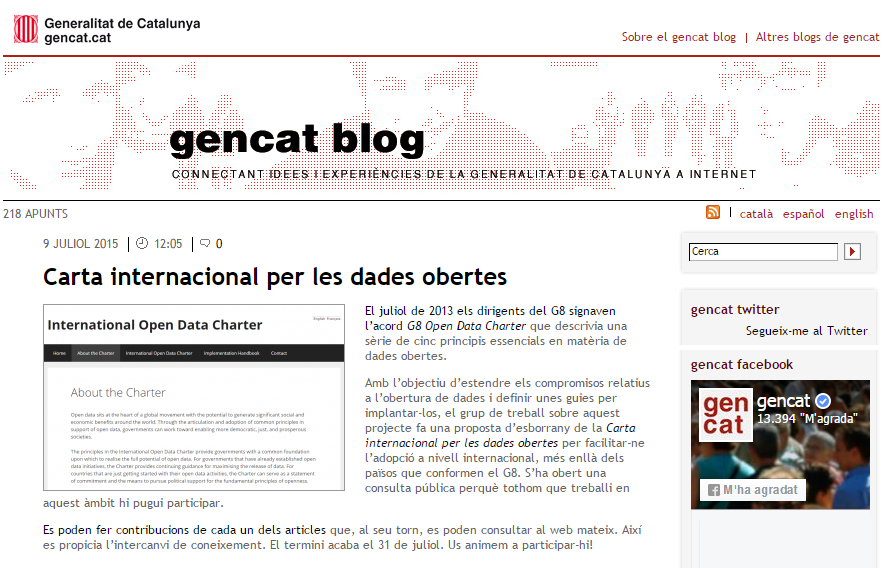 Generalitat de Catalunya
gencat.cat
Sobre el gencat blog | Altres blogs de gencat
gencat blog
CONNECTANT IDEES I EXPERIÈNCIES DE LA GENERALITAT DE CATALUNYA A INTERNET
218 APUNTS
català español english
9 JULIOL 2015 | 12:05 | 0
Carta internacional per les dades obertes
International Open Data Charter
English Français
Home About the Charter International Open Data Charter Implementation Handbook Contact
About the Charter
Open data sits at the heart of a global movement with the potential to generate significant social and
economic benefits around the world. Through the articulation and adoption of common principles in
support of open data, governments can work toward enabling more democratic, just, and prosperous
societies.
The principles in the International Open Data Charter provide governments with a common foundation
upon which to realise the full potential of open data. For governments that have already established open
data initiatives, the Charter provides continuing guidance for maximising the release of data. For
countries that are just getting started with their open data activities, the Charter can serve as a statement
of commitment and the means to pursue political support for the fundamental principles of openness.
El juliol de 2013 els dirigents del G8 signaven
l'acord G8 Open Data Charter que descrivia una
sèrie de cinc principis essencials en matèria de
dades obertes.
Amb l'objectiu d'estendre els compromisos relatius
a l'obertura de dades i definir unes guies per
implantar-los, el grup de treball sobre aquest
projecte fa una proposta d'esborrany de la Carta
internacional per les dades obertes per facilitar-ne
l'adopció a nivell internacional, més enllà dels
països que conformen el G8. S'ha obert una
consulta pública perquè tothom que treballi en
aquest àmbit hi pugui participar.
Es poden fer contribucions de cada un dels articles que, al seu torn, es poden consultar al web mateix. Així
es propicia l'intercanvi de coneixement. El termini acaba el 31 de juliol. Us animem a participar-hi!
Cerca
gencat twitter
Segueix-me al Twitter
gencat facebook
gen
cat
gencat
13.394 "M'agrada"
M'ha agradat